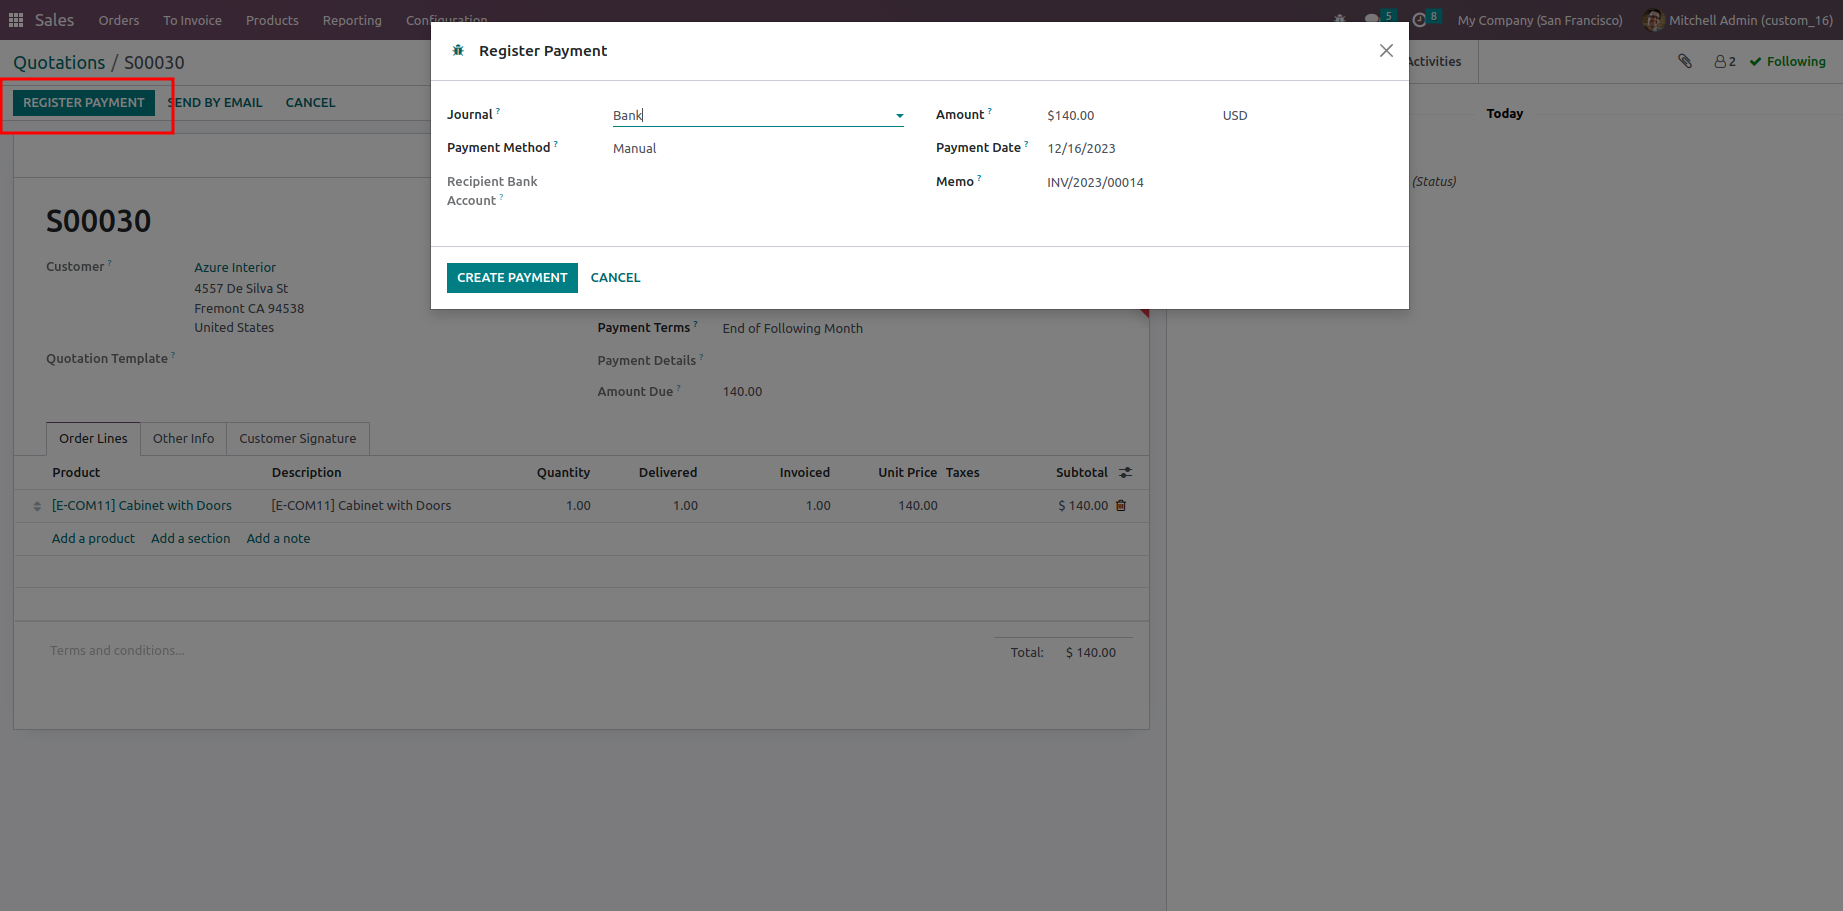 Sales Orders To Invoice Products Reporting Configuration 5 8 My Company (San Francisco) Mitchell Admin (custom_16)
Quotations / S00030
Activities 2 Following
REGISTER PAYMENT SEND BY EMAIL CANCEL
Today
(Status)
Register Payment
Journal ? Bank
Amount ? $140.00 USD
Payment Method ? Manual
Payment Date ? 12/16/2023
Recipient Bank
Account ?
Memo ? INV/2023/00014
CREATE PAYMENT CANCEL
S00030
Customer ? Azure Interior
4557 De Silva St
Fremont CA 94538
United States
Quotation Template ?
Payment Terms ? End of Following Month
Payment Details ?
Amount Due ? 140.00
Order Lines Other Info Customer Signature
Product Description Quantity Delivered Invoiced Unit Price Taxes Subtotal
[E-COM11] Cabinet with Doors [E-COM11] Cabinet with Doors 1.00 1.00 1.00 140.00 $ 140.00
Add a product Add a section Add a note
Terms and conditions...
Total: $ 140.00